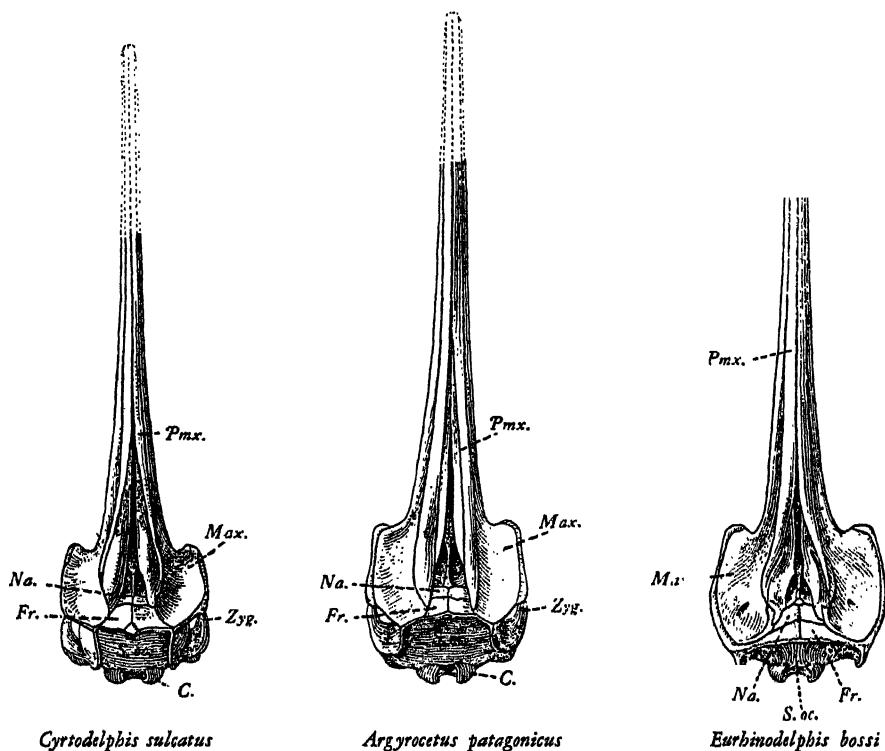 Pmx.
Max.
Na.
Fr.
Zyg.
C.
Cyrtodelphis sulcatus
Pmx.
Max.
Na.
Fr.
Zyg.
C.
Argyrocetus patagonicus
Pmx.
Na.
Fr.
S. oc.
Eurhinodelphis bossi